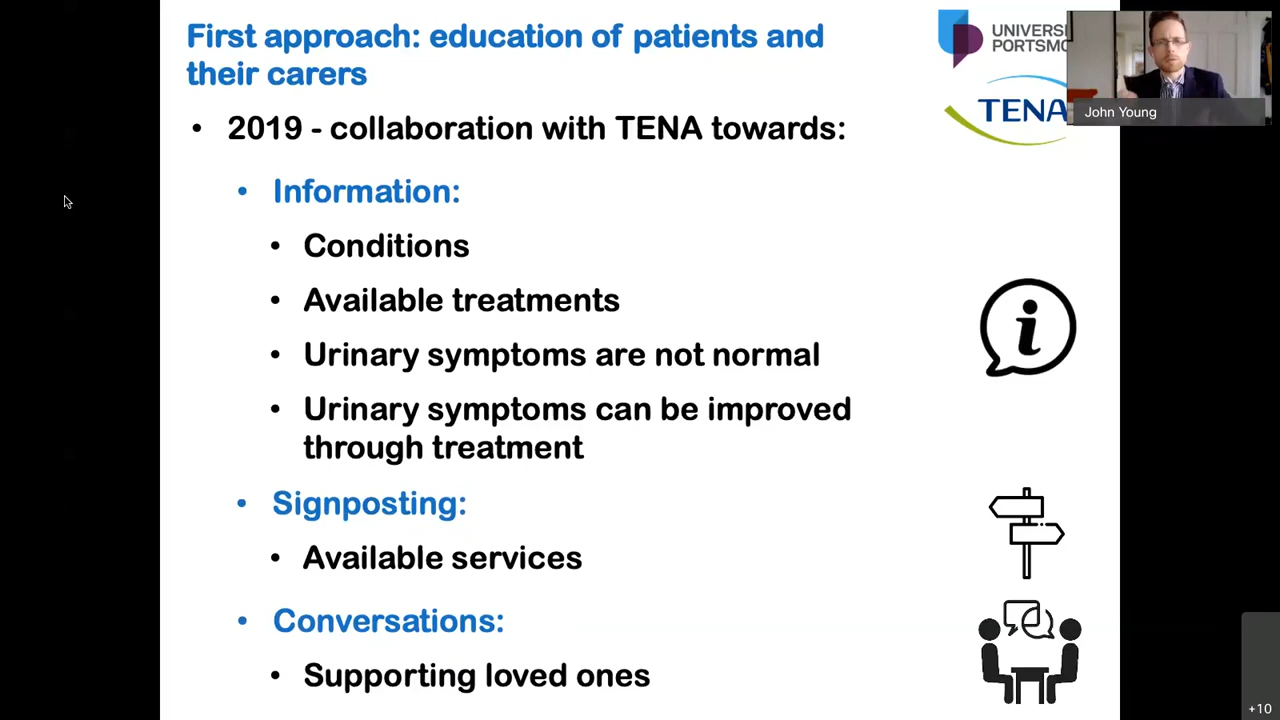 First approach: education of patients and
their carers
• 2019 - collaboration with TENA towards:
• Information:
• Conditions
• Available treatments
• Urinary symptoms are not normal
• Urinary symptoms can be improved
through treatment
• Signposting:
• Available services
• Conversations:
• Supporting loved ones
TENA
John Young
i
+10